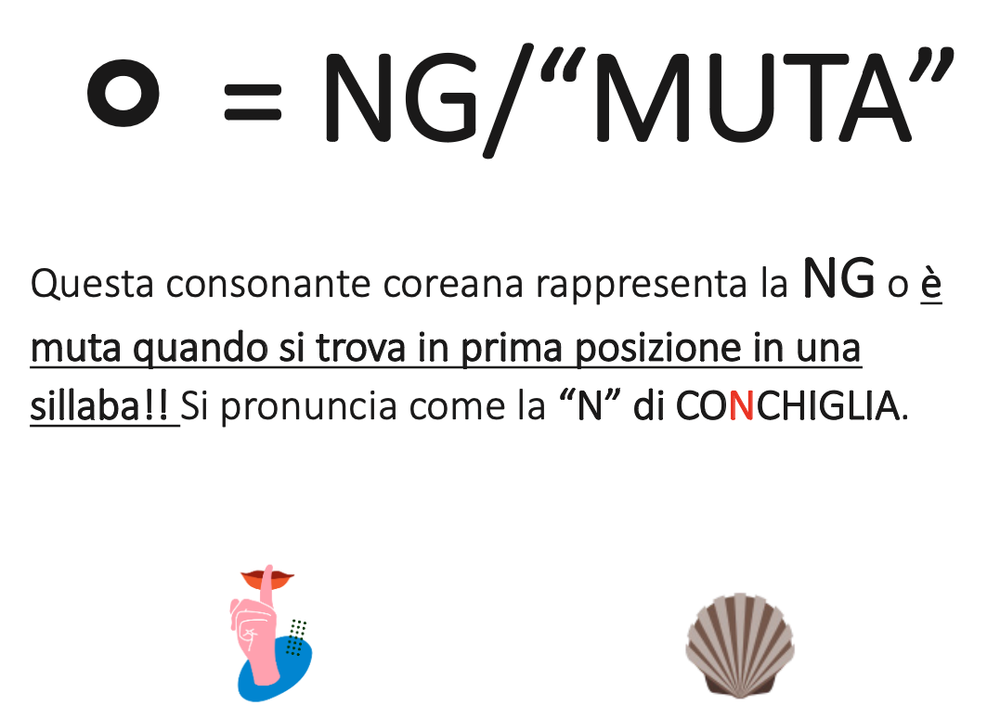 ㅇ = NG/“MUTA”
Questa consonante coreana rappresenta la NG o è
muta quando si trova in prima posizione in una
sillaba!! Si pronuncia come la “N” di CONCHIGLIA.